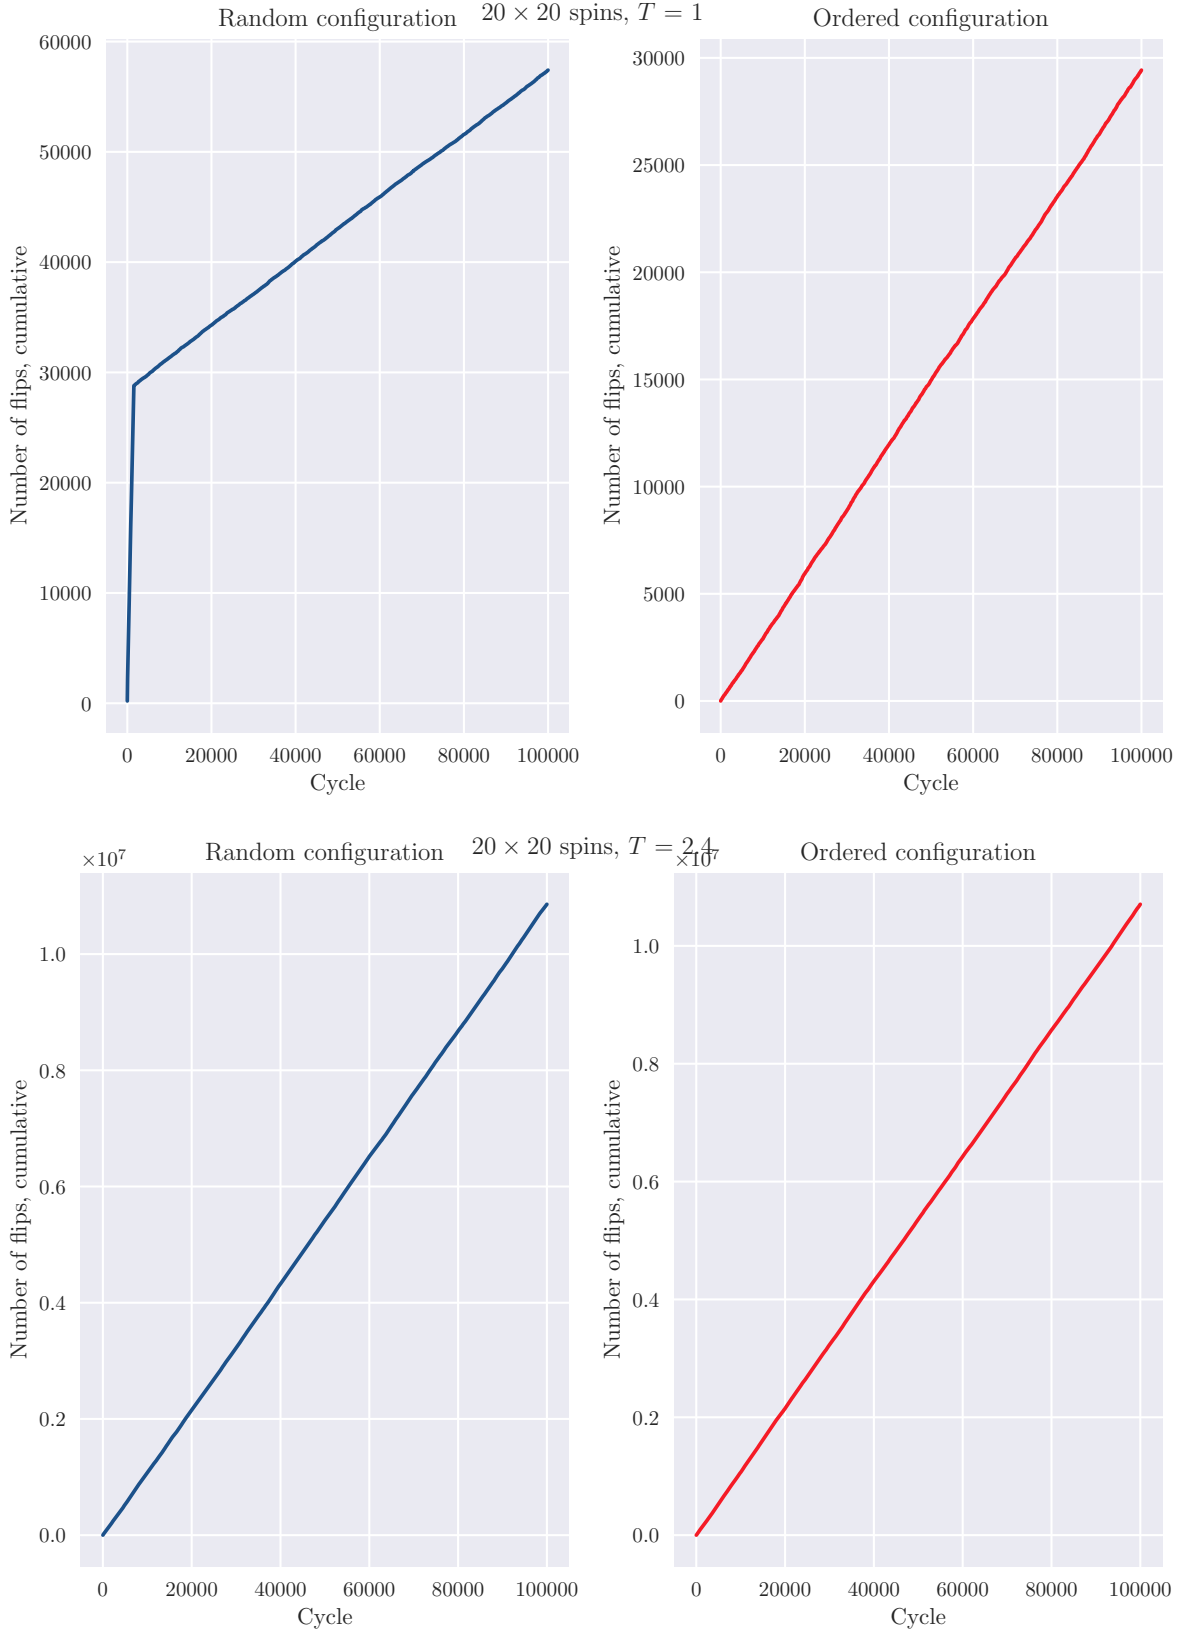 20 × 20 spins, T = 1
Random configuration
Ordered configuration
Number of flips, cumulative
60000
50000
40000
30000
20000
10000
0
0 20000 40000 60000 80000 100000
Cycle
Number of flips, cumulative
30000
25000
20000
15000
10000
5000
0
0 20000 40000 60000 80000 100000
Cycle
20 × 20 spins, T = 2.4
Random configuration
Ordered configuration
×10⁷
Number of flips, cumulative
1.0
0.8
0.6
0.4
0.2
0.0
0 20000 40000 60000 80000 100000
Cycle
×10⁷
Number of flips, cumulative
1.0
0.8
0.6
0.4
0.2
0.0
0 20000 40000 60000 80000 100000
Cycle